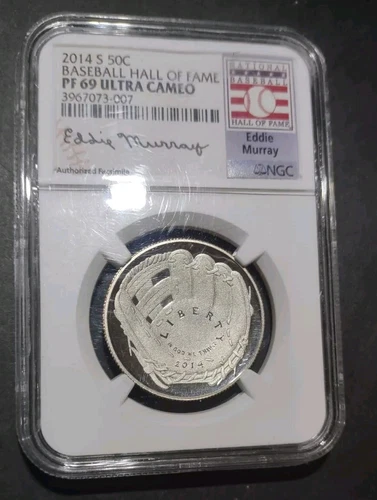 2014 S 50C
BASEBALL HALL OF FAME
PF 69 ULTRA CAMEO
3967073-007
Eddie Murray
Authorized Facsimile
NATIONAL
BASEBALL
HALL OF FAME
Eddie
Murray
NGC
LIBERTY
IN GOD WE TRUST
2014